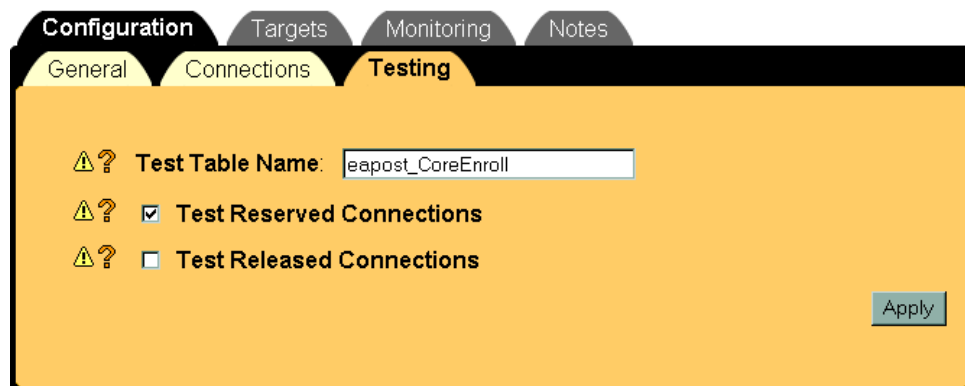 Configuration Targets Monitoring Notes
General Connections Testing
Test Table Name: eapost_CoreEnroll
Test Reserved Connections
Test Released Connections
Apply